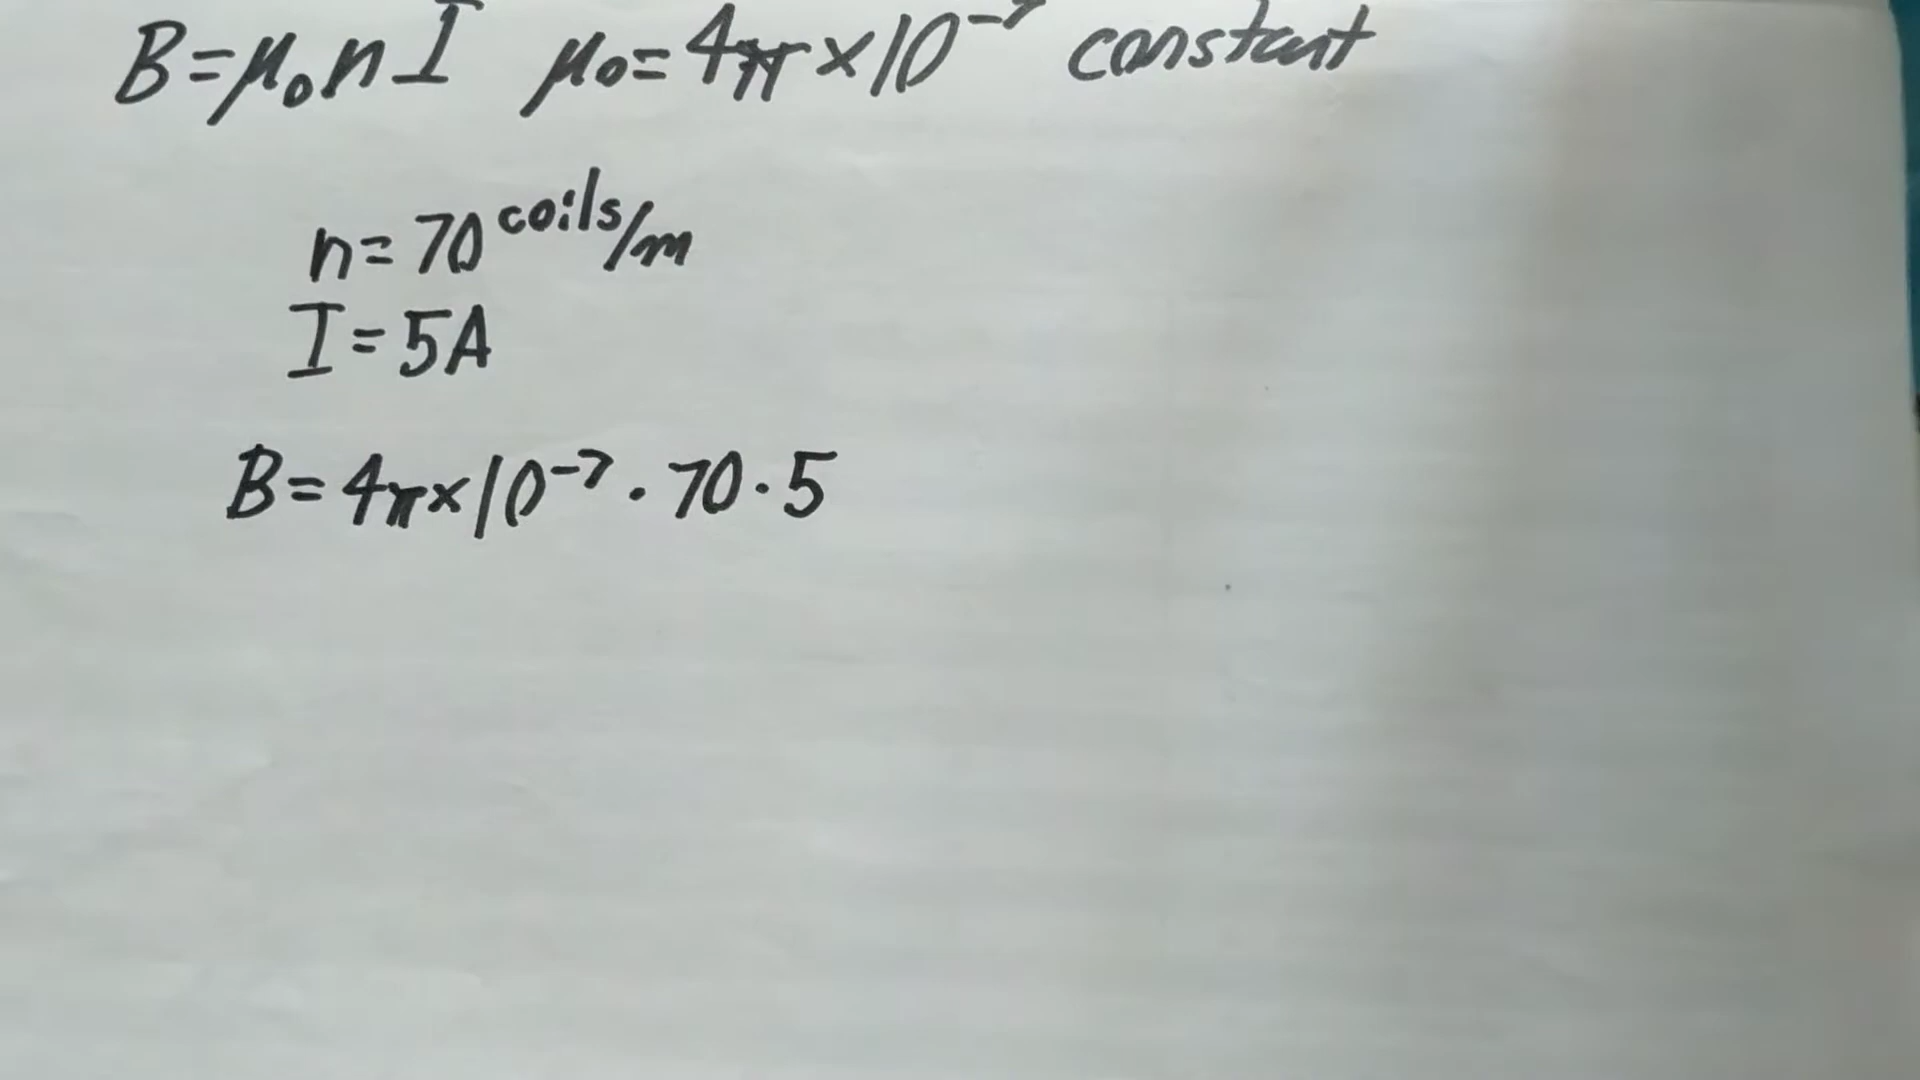 B=μ₀nI μ₀=4π×10⁻⁷ constant
n=70 coils/m
I=5A
B=4π×10⁻⁷·70·5